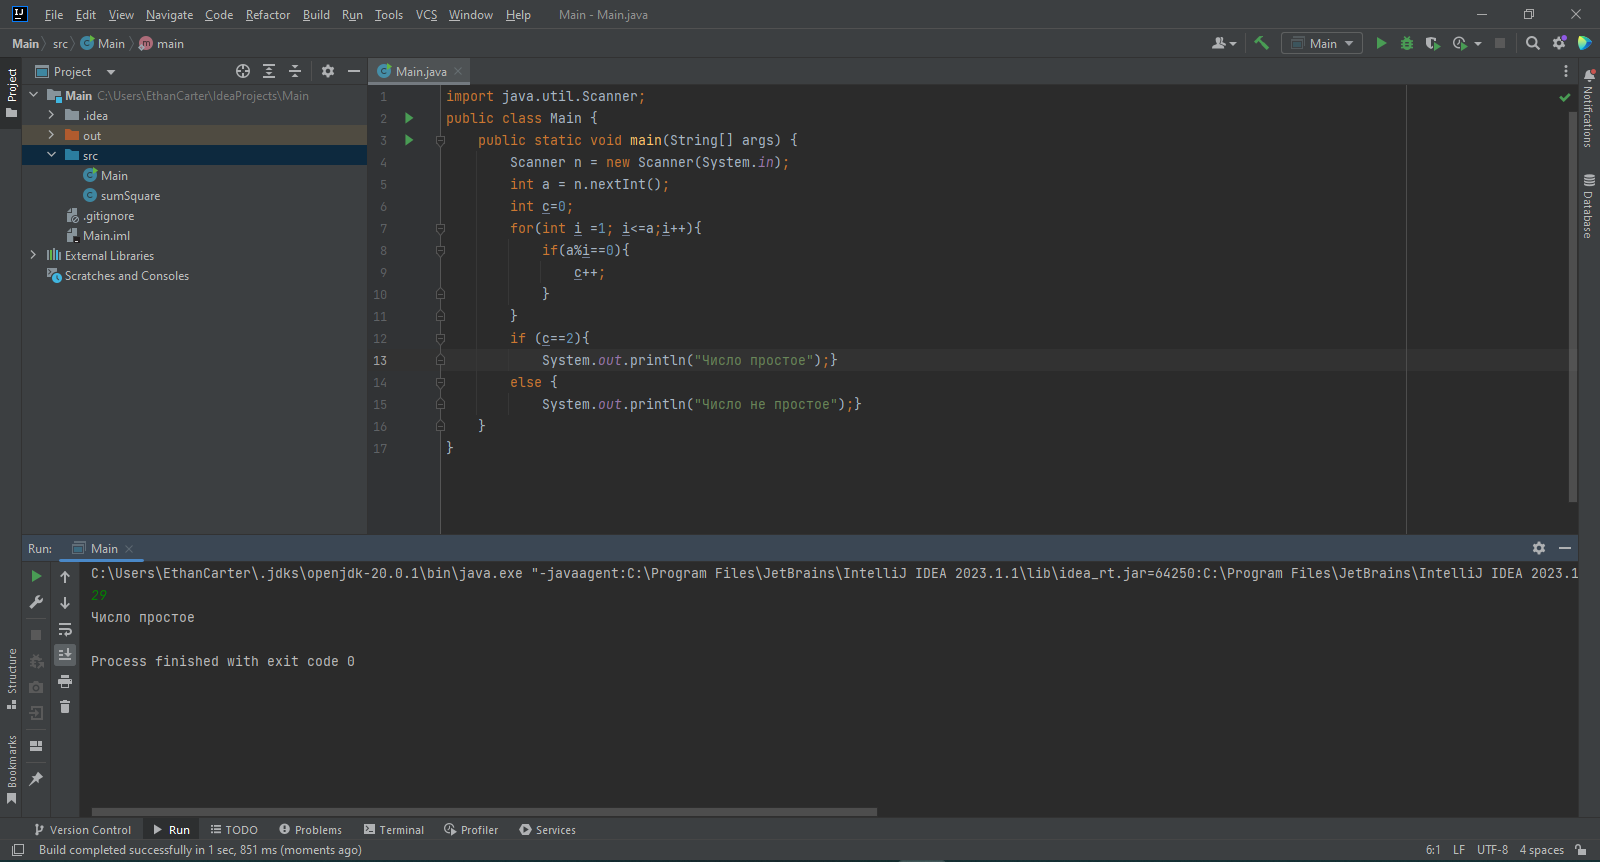 File Edit View Navigate Code Refactor Build Run Tools VCS Window Help Main - Main.java
Main src Main main
Main
Project
Main.java
Project
Main C:\Users\EthanCarter\IdeaProjects\Main
.idea
out
src
Main
sumSquare
.gitignore
Main.iml
External Libraries
Scratches and Consoles
1 import java.util.Scanner;
2 public class Main {
3 public static void main(String[] args) {
4 Scanner n = new Scanner(System.in);
5 int a = n.nextInt();
6 int c=0;
7 for(int i =1; i<=a;i++){
8 if(a%i==0){
9 c++;
10 }
11 }
12 if (c==2){
13 System.out.println("Число простое");}
14 else {
15 System.out.println("Число не простое");}
16 }
17 }
Notifications
Database
Run: Main
C:\Users\EthanCarter\.jdks\openjdk-20.0.1\bin\java.exe "-javaagent:C:\Program Files\JetBrains\IntelliJ IDEA 2023.1.1\lib\idea_rt.jar=64250:C:\Program Files\JetBrains\IntelliJ IDEA 2023.1
29
Число простое
Process finished with exit code 0
Structure
Bookmarks
Version Control Run TODO Problems Terminal Profiler Services
Build completed successfully in 1 sec, 851 ms (moments ago) 6:1 LF UTF-8 4 spaces